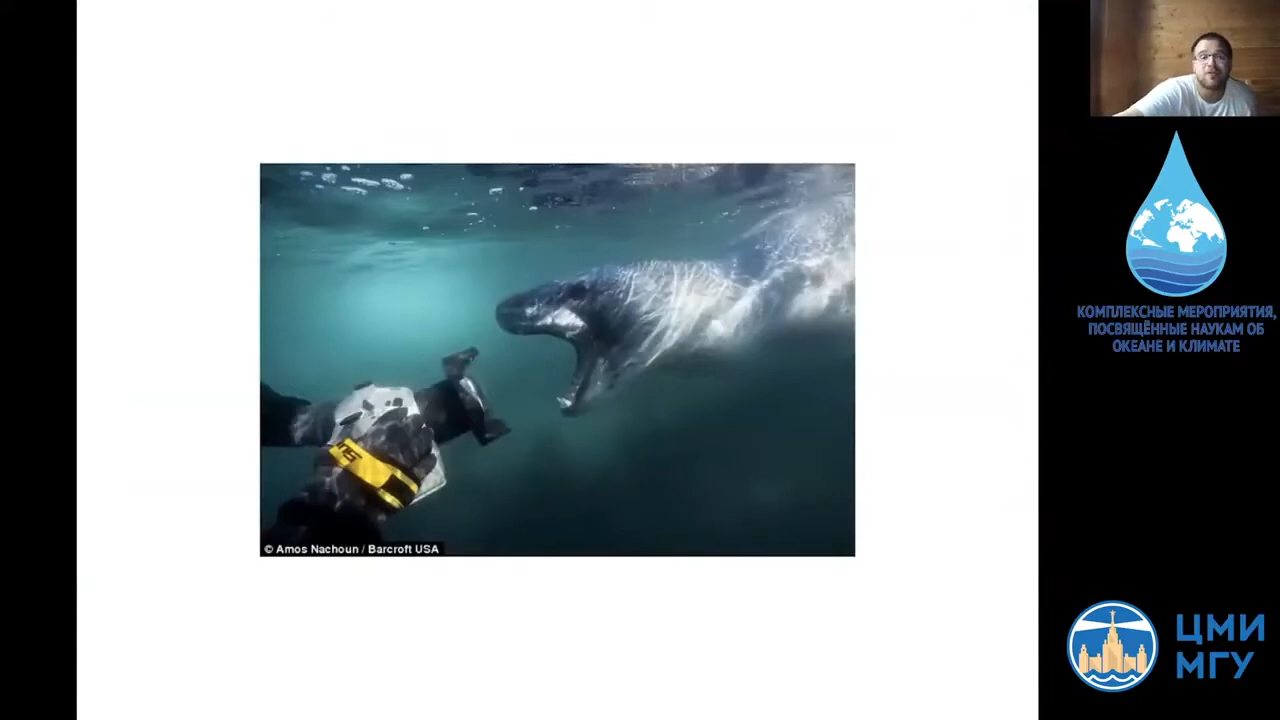 КОМПЛЕКСНЫЕ МЕРОПРИЯТИЯ,
ПОСВЯЩЁННЫЕ НАУКАМ ОБ
ОКЕАНЕ И КЛИМАТЕ
© Amos Nachoun / Barcroft USA
ЦМИ
МГУ